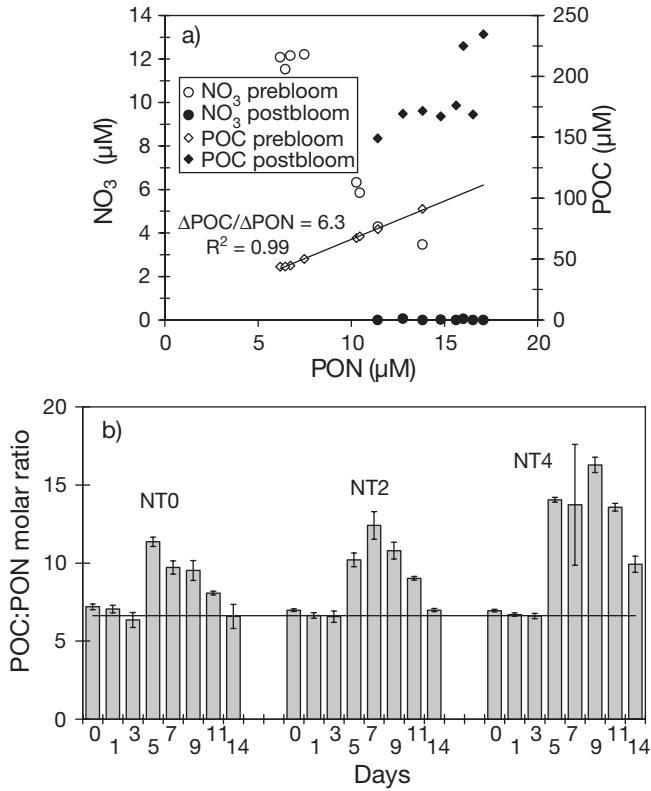 a)
14
12
10
8
6
4
2
0
NO3 (µM)
250
200
150
100
50
0
POC (µM)
NO3 prebloom
NO3 postbloom
POC prebloom
POC postbloom
ΔPOC/ΔPON = 6.3
R² = 0.99
0 5 10 15 20
PON (µM)
b)
20
15
10
5
0
POC:PON molar ratio
NT0 NT2 NT4
0 1 3 5 7 9 11 14 0 1 3 5 7 9 11 14 0 1 3 5 7 9 11 14
Days